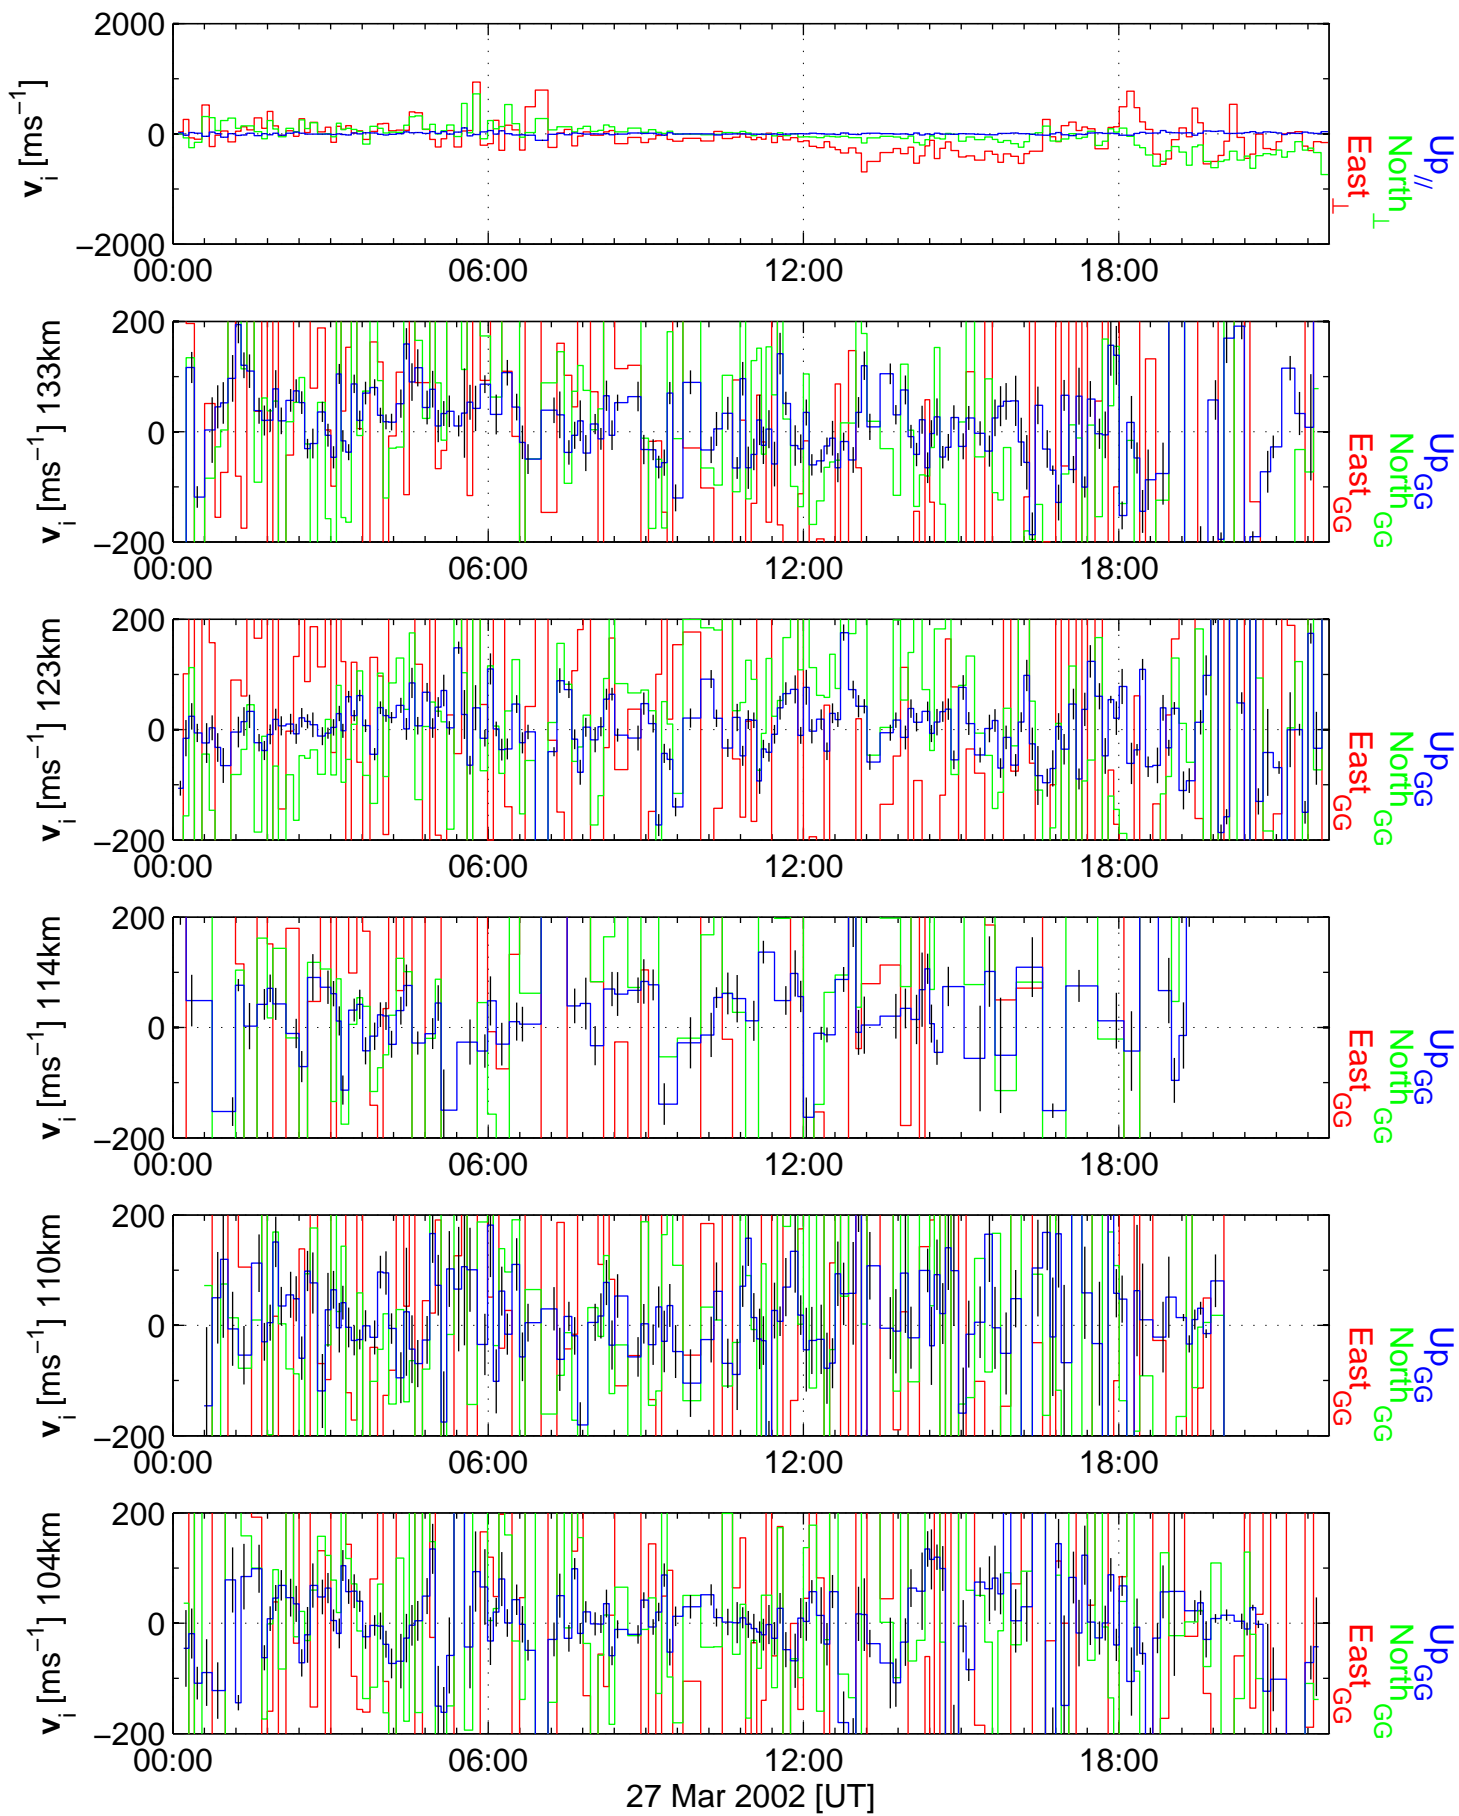 2000
0
−2000
v_i [ms^−1]
00:00 06:00 12:00 18:00
Up_//
North_⊥
East_⊥
200
0
−200
v_i [ms^−1] 133km
00:00 06:00 12:00 18:00
Up_GG
North_GG
East_GG
200
0
−200
v_i [ms^−1] 123km
00:00 06:00 12:00 18:00
Up_GG
North_GG
East_GG
200
0
−200
v_i [ms^−1] 114km
00:00 06:00 12:00 18:00
Up_GG
North_GG
East_GG
200
0
−200
v_i [ms^−1] 110km
00:00 06:00 12:00 18:00
Up_GG
North_GG
East_GG
200
0
−200
v_i [ms^−1] 104km
00:00 06:00 12:00 18:00
Up_GG
North_GG
East_GG
27 Mar 2002 [UT]